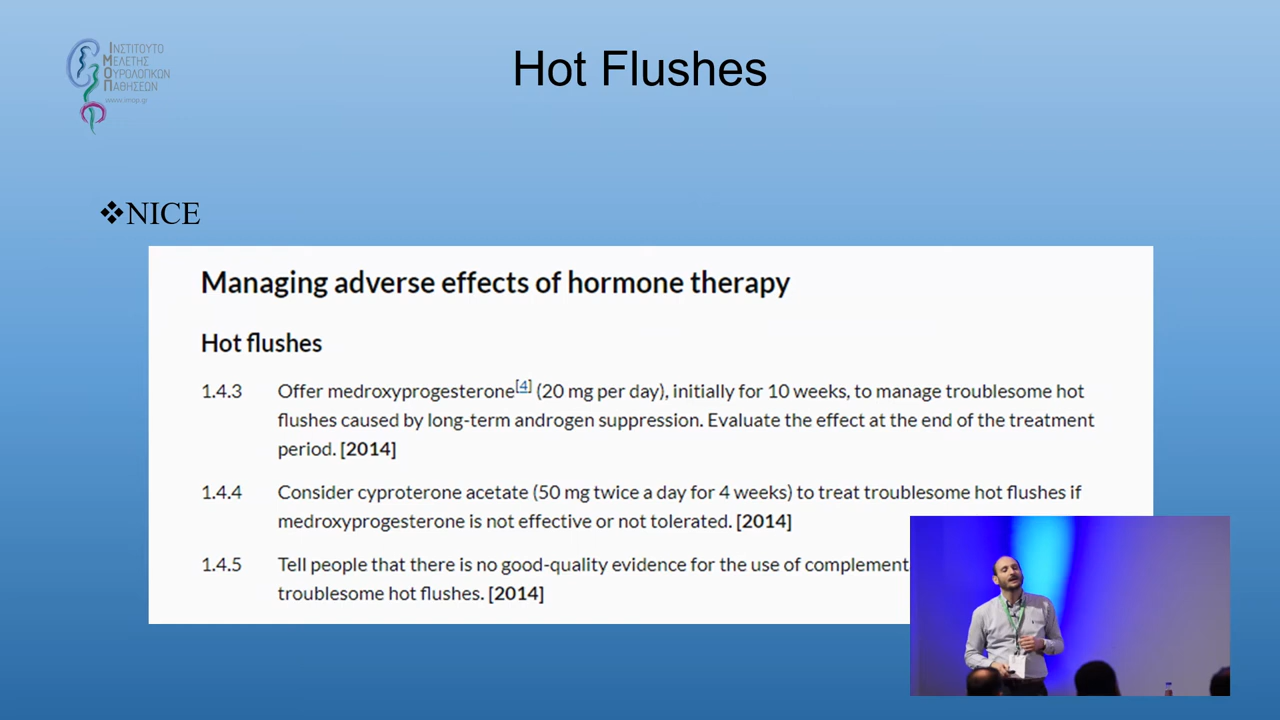 ΙΝΣΤΙΤΟΥΤΟ
ΜΕΛΕΤΗΣ
ΟΥΡΟΛΟΓΙΚΩΝ
ΠΑΘΗΣΕΩΝ
www.imop.gr
Hot Flushes
❖NICE
Managing adverse effects of hormone therapy
Hot flushes
1.4.3 Offer medroxyprogesterone[4] (20 mg per day), initially for 10 weeks, to manage troublesome hot
flushes caused by long-term androgen suppression. Evaluate the effect at the end of the treatment
period. [2014]
1.4.4 Consider cyproterone acetate (50 mg twice a day for 4 weeks) to treat troublesome hot flushes if
medroxyprogesterone is not effective or not tolerated. [2014]
1.4.5 Tell people that there is no good-quality evidence for the use of complement
troublesome hot flushes. [2014]